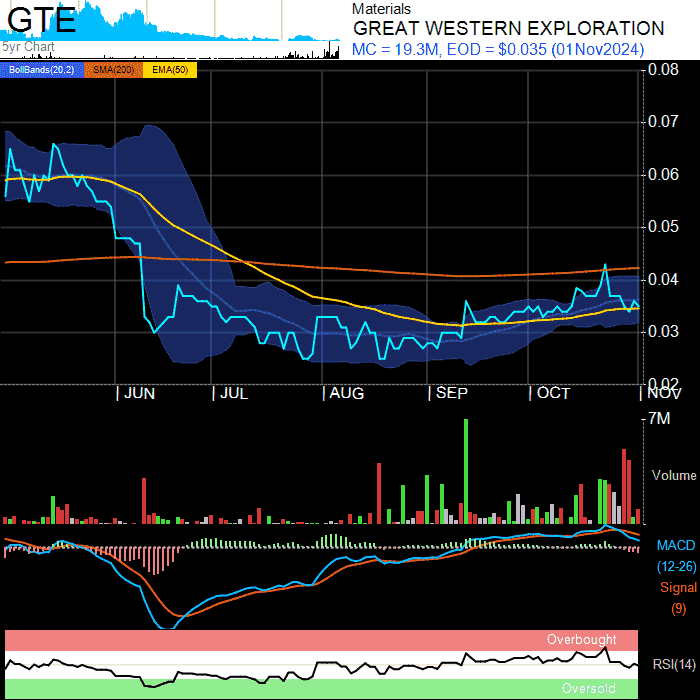 GTE
5yr Chart
Materials
GREAT WESTERN EXPLORATION
MC = 19.3M, EOD = $0.035 (01Nov2024)
BollBands(20,2) SMA(200) EMA(50)
0.08
0.07
0.06
0.05
0.04
0.03
0.02
JUN JUL AUG SEP OCT NOV
7M
Volume
MACD
(12-26)
Signal
(9)
Overbought
RSI(14)
Oversold